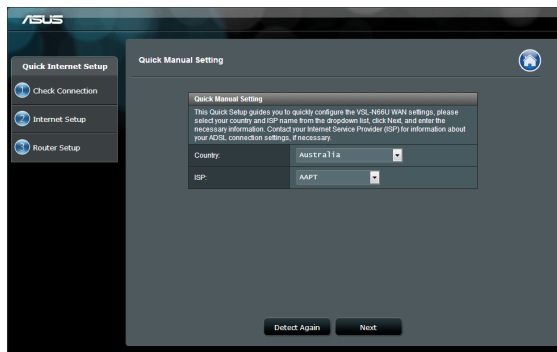 ASUS
Quick Internet Setup
1 Check Connection
2 Internet Setup
3 Router Setup
Quick Manual Setting
Quick Manual Setting
This Quick Setup guides you to quickly configure the VSL-N66U WAN settings, please
select your country and ISP name from the dropdown list, click Next, and enter the
necessary information. Contact your Internet Service Provider (ISP) for information about
your ADSL connection settings, if necessary.
Country: Australia
ISP: AAPT
Detect Again Next